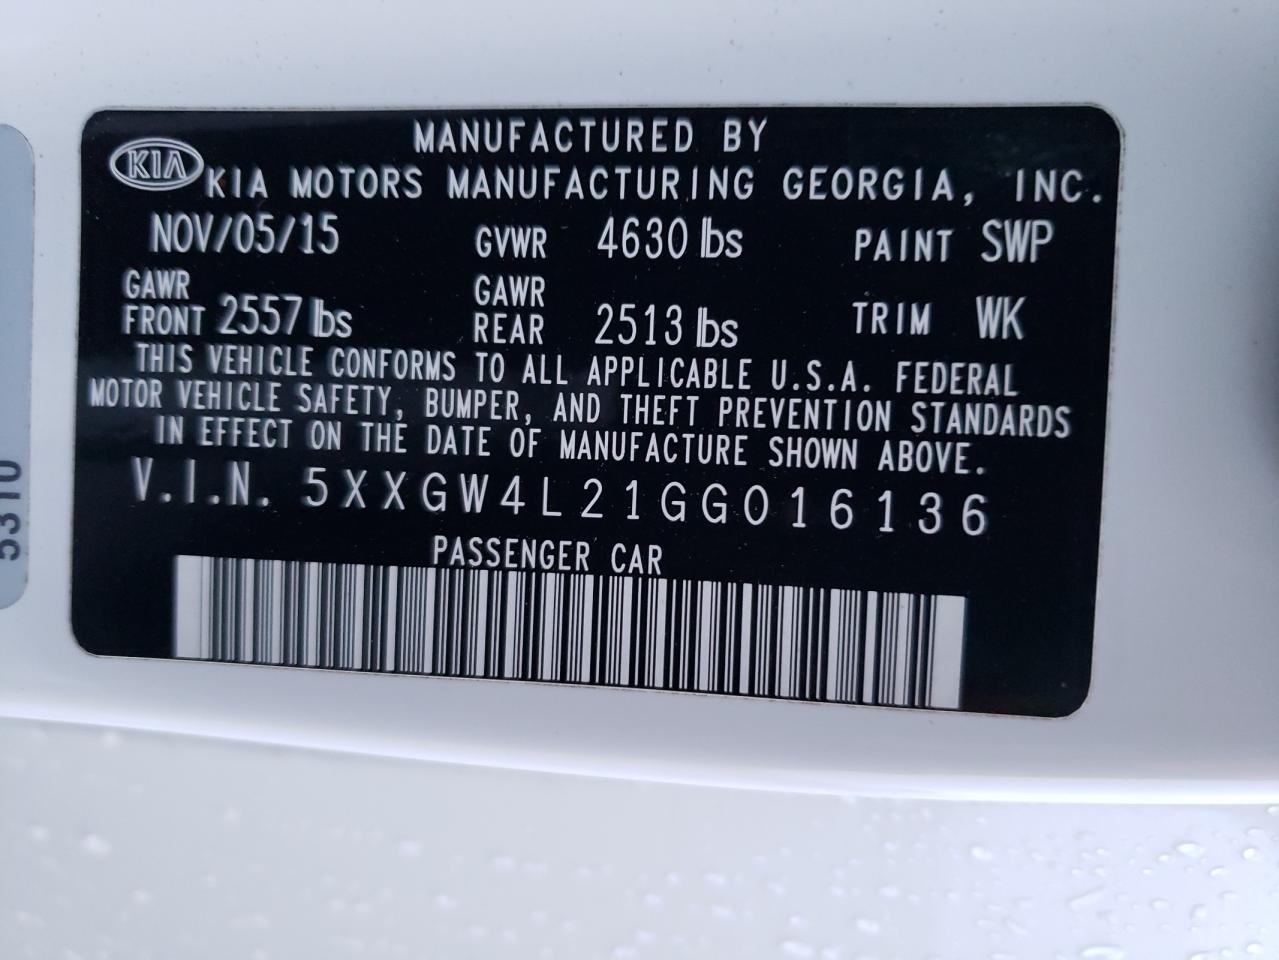 MANUFACTURED BY
KIA KIA MOTORS MANUFACTURING GEORGIA, INC.
NOV/05/15 GVWR 4630 lbs PAINT SWP
GAWR FRONT 2557 lbs GAWR REAR 2513 lbs TRIM WK
THIS VEHICLE CONFORMS TO ALL APPLICABLE U.S.A. FEDERAL
MOTOR VEHICLE SAFETY, BUMPER, AND THEFT PREVENTION STANDARDS
IN EFFECT ON THE DATE OF MANUFACTURE SHOWN ABOVE.
V.I.N. 5XXGW4L21GG016136
PASSENGER CAR